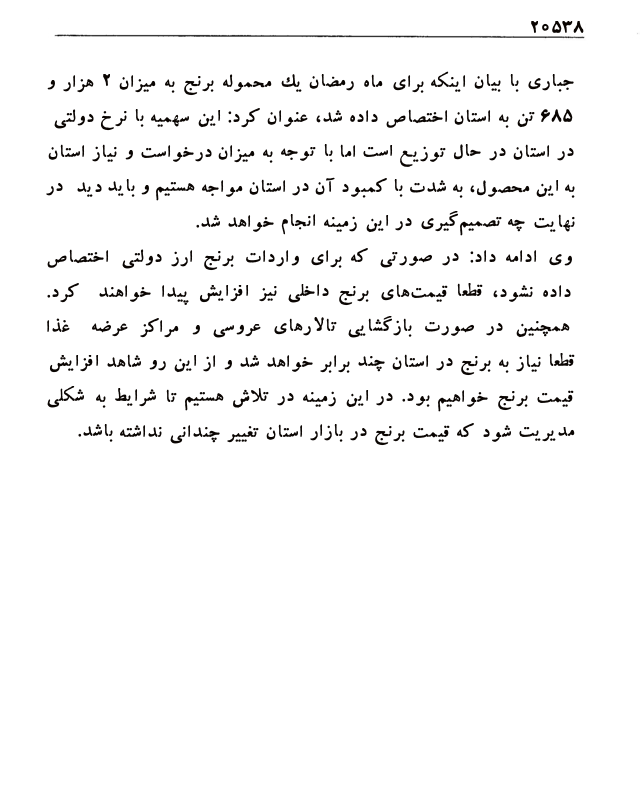 ۲۰۵۳۸
جباری با بیان اینکه برای ماه رمضان یك محموله برنج به میزان ۲ هزار و
۶۸۵ تن به استان اختصاص داده شد، عنوان کرد: این سهمیه با نرخ دولتی
در استان در حال توزیع است اما با توجه به میزان درخواست و نیاز استان
به این محصول، به شدت با کمبود آن در استان مواجه هستیم و باید دید در
نهایت چه تصمیم‌گیری در این زمینه انجام خواهد شد.
وی ادامه داد: در صورتی که برای واردات برنج ارز دولتی اختصاص
داده نشود، قطعا قیمت‌های برنج داخلی نیز افزایش پیدا خواهند کرد.
همچنین در صورت بازگشایی تالارهای عروسی و مراکز عرضه غذا
قطعا نیاز به برنج در استان چند برابر خواهد شد و از این رو شاهد افزایش
قیمت برنج خواهیم بود. در این زمینه در تلاش هستیم تا شرایط به شکلی
مدیریت شود که قیمت برنج در بازار استان تغییر چندانی نداشته باشد.